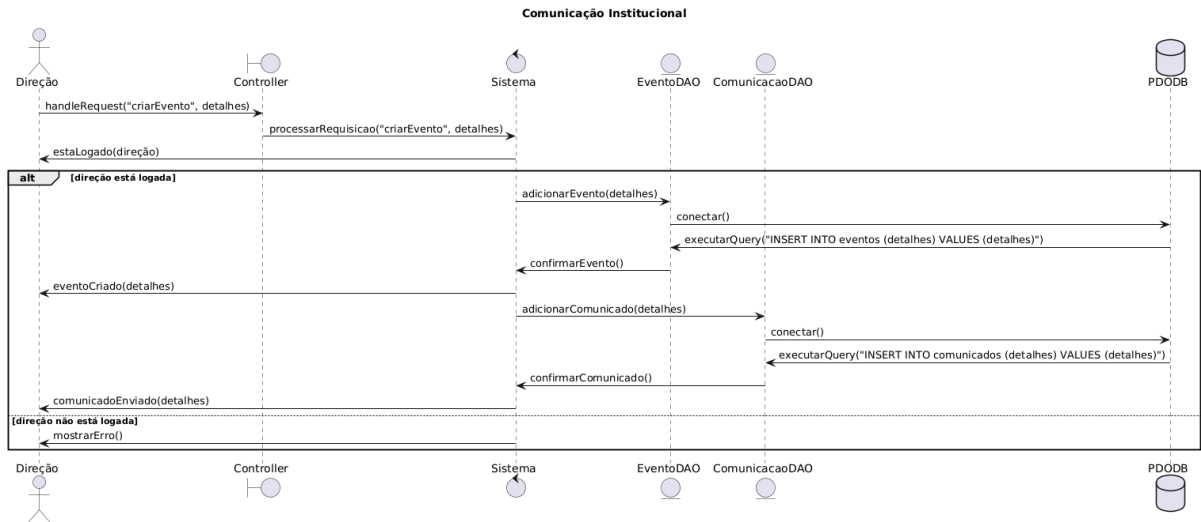 Comunicação Institucional
Direção Controller Sistema EventoDAO ComunicacaoDAO PDODB
handleRequest("criarEvento", detalhes)
processarRequisicao("criarEvento", detalhes)
estaLogado(direção)
alt [direção está logada]
adicionarEvento(detalhes)
conectar()
executarQuery("INSERT INTO eventos (detalhes) VALUES (detalhes)")
confirmarEvento()
eventoCriado(detalhes)
adicionarComunicado(detalhes)
conectar()
executarQuery("INSERT INTO comunicados (detalhes) VALUES (detalhes)")
confirmarComunicado()
comunicadoEnviado(detalhes)
[direção não está logada]
mostrarErro()
Direção Controller Sistema EventoDAO ComunicacaoDAO PDODB